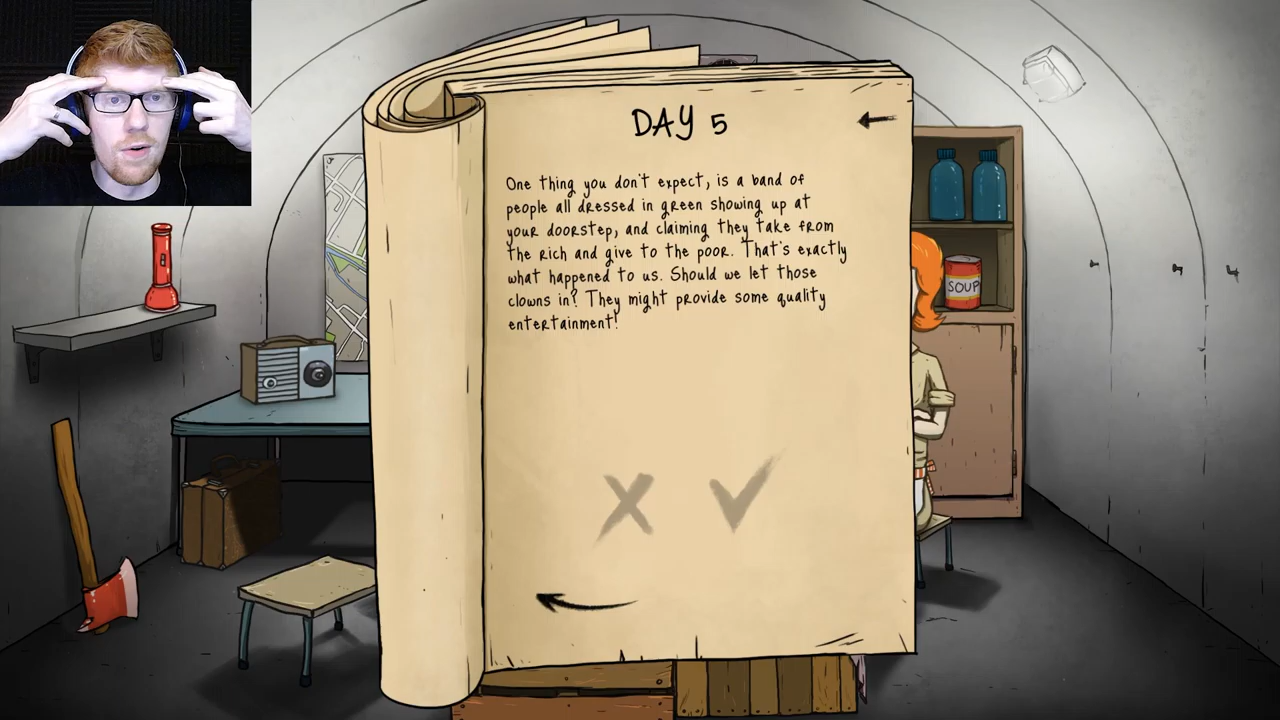 DAY 5
One thing you don't expect, is a band of
people all dressed in green showing up at
your doorstep, and claiming they take from
the rich and give to the poor. That's exactly
what happened to us. Should we let those
clowns in? They might provide some quality
entertainment!
SOUP